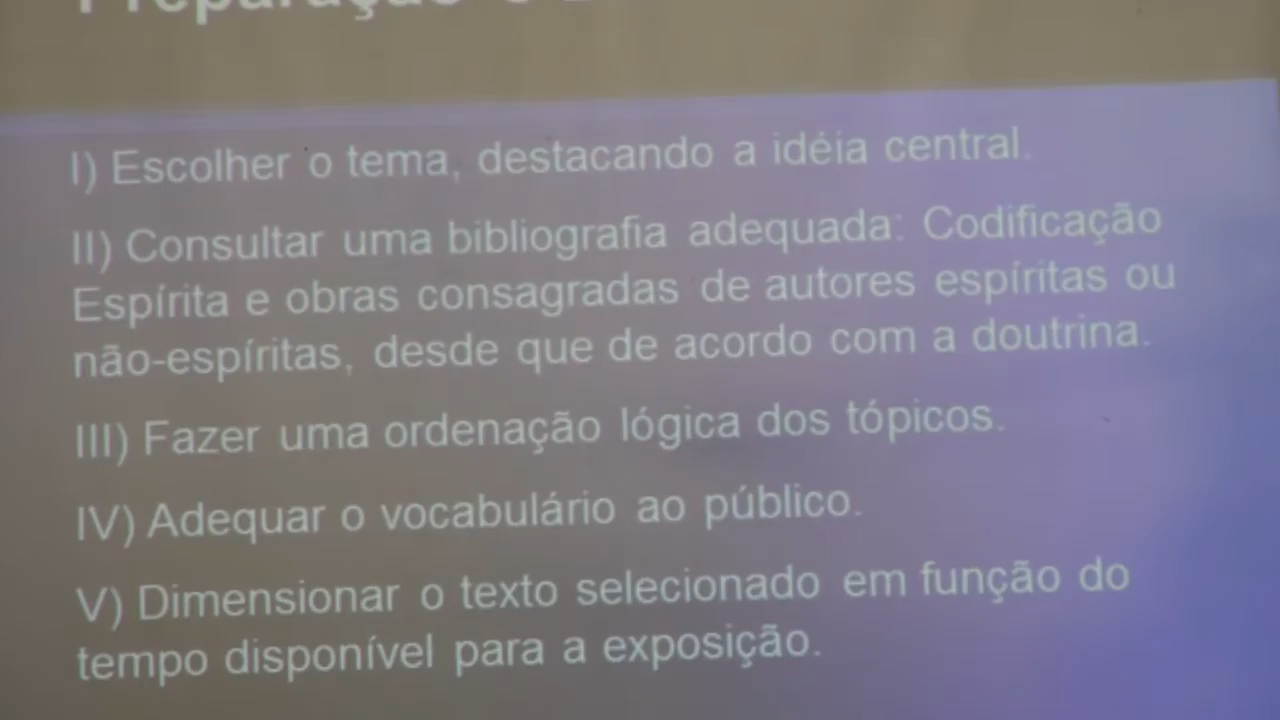 Preparação e
I) Escolher o tema, destacando a idéia central.
II) Consultar uma bibliografia adequada: Codificação
Espírita e obras consagradas de autores espíritas ou
não-espíritas, desde que de acordo com a doutrina.
III) Fazer uma ordenação lógica dos tópicos.
IV) Adequar o vocabulário ao público.
V) Dimensionar o texto selecionado em função do
tempo disponível para a exposição.